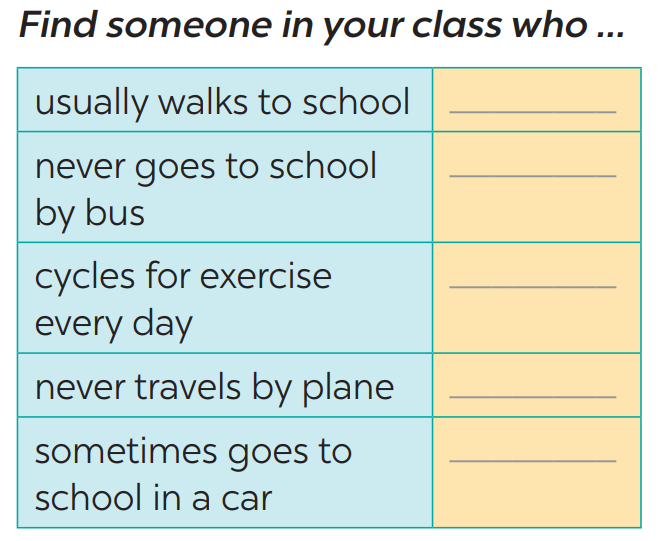 Find someone in your class who ...
usually walks to school
never goes to school
by bus
cycles for exercise
every day
never travels by plane
sometimes goes to
school in a car